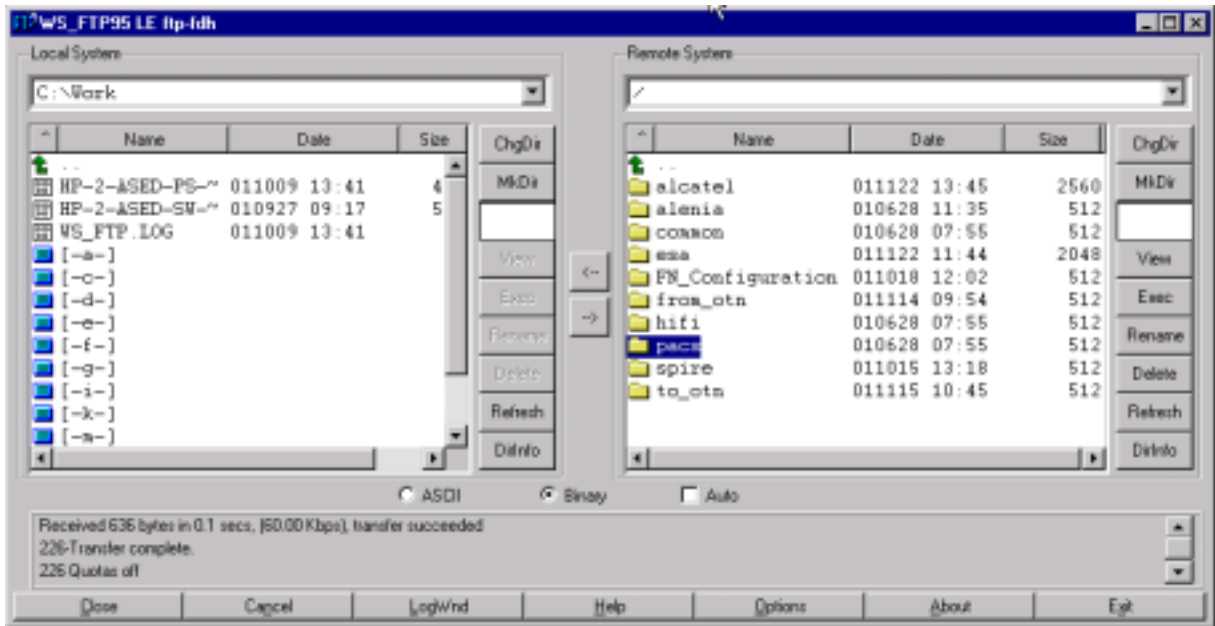 WS_FTP95 LE ftp-fdh
Local System
C:\Work
Name Date Size
..
HP-2-ASED-PS-~ 011009 13:41 4
HP-2-ASED-SW-~ 010927 09:17 5
WS_FTP.LOG 011009 13:41
[-a-]
[-c-]
[-d-]
[-e-]
[-f-]
[-g-]
[-i-]
[-k-]
[-m-]
ChgDir
MkDir
View
Exec
Rename
Delete
Refresh
DirInfo
<--
-->
Remote System
/
Name Date Size
..
alcatel 011122 13:45 2560
alenia 010628 11:35 512
common 010628 07:55 512
esa 011122 11:44 2048
FN_Configuration 011018 12:02 512
from_otn 011114 09:54 512
hifi 010628 07:55 512
pacs 010628 07:55 512
spire 011015 13:18 512
to_otn 011115 10:45 512
ChgDir
MkDir
View
Exec
Rename
Delete
Refresh
DirInfo
ASCII Binary Auto
Received 636 bytes in 0.1 secs, (60.00 Kbps), transfer succeeded
226-Transfer complete.
226 Quotas off
Close Cancel LogWnd Help Options About Exit